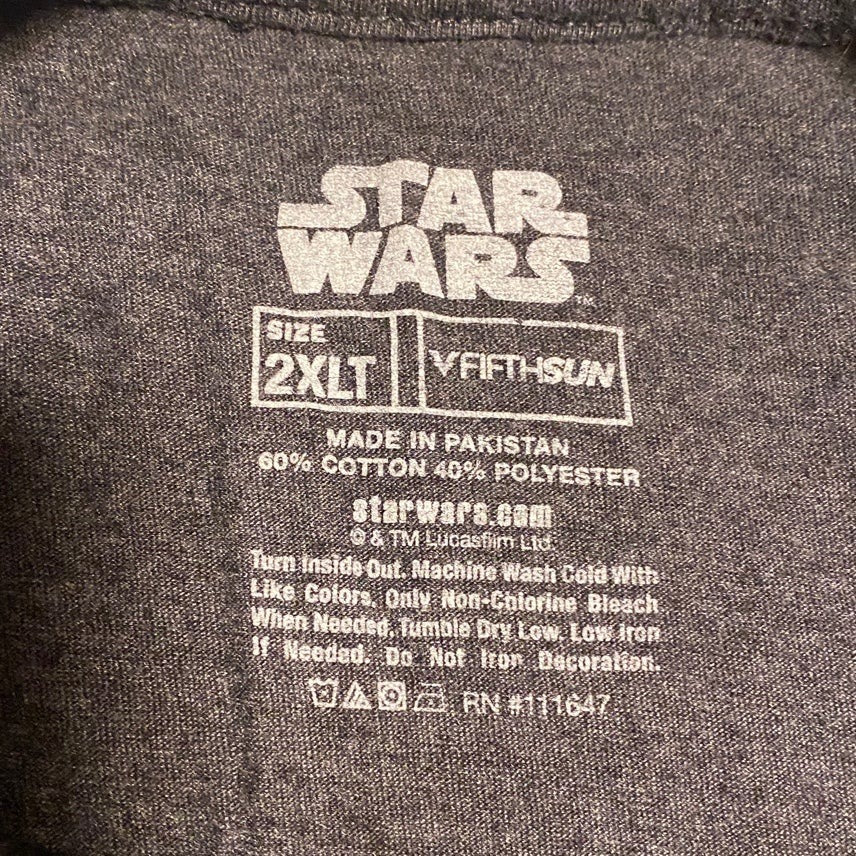 STAR
WARS™
SIZE
2XLT
FIFTHSUN
MADE IN PAKISTAN
60% COTTON 40% POLYESTER
starwars.com
© & TM Lucasfilm Ltd.
Turn Inside Out. Machine Wash Cold With
Like Colors. Only Non-Chlorine Bleach
When Needed. Tumble Dry Low. Low Iron
If Needed. Do Not Iron Decoration.
RN #111647